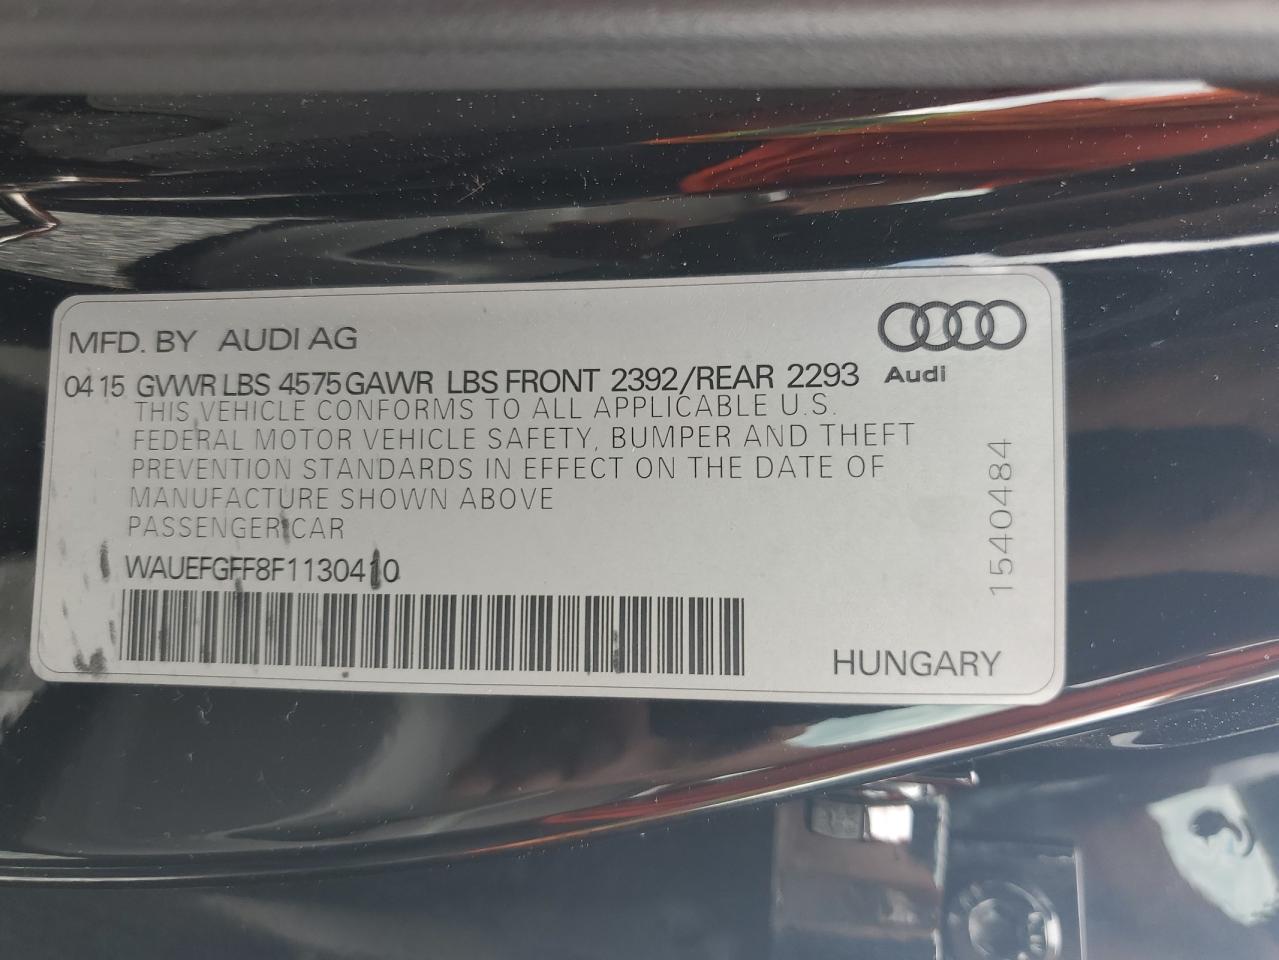 MFD. BY AUDI AG
04 15 GVWR LBS 4575 GAWR LBS FRONT 2392/REAR 2293
Audi
THIS VEHICLE CONFORMS TO ALL APPLICABLE U.S.
FEDERAL MOTOR VEHICLE SAFETY, BUMPER AND THEFT
PREVENTION STANDARDS IN EFFECT ON THE DATE OF
MANUFACTURE SHOWN ABOVE
PASSENGER CAR
WAUEFGFF8F1130410
HUNGARY
1540484